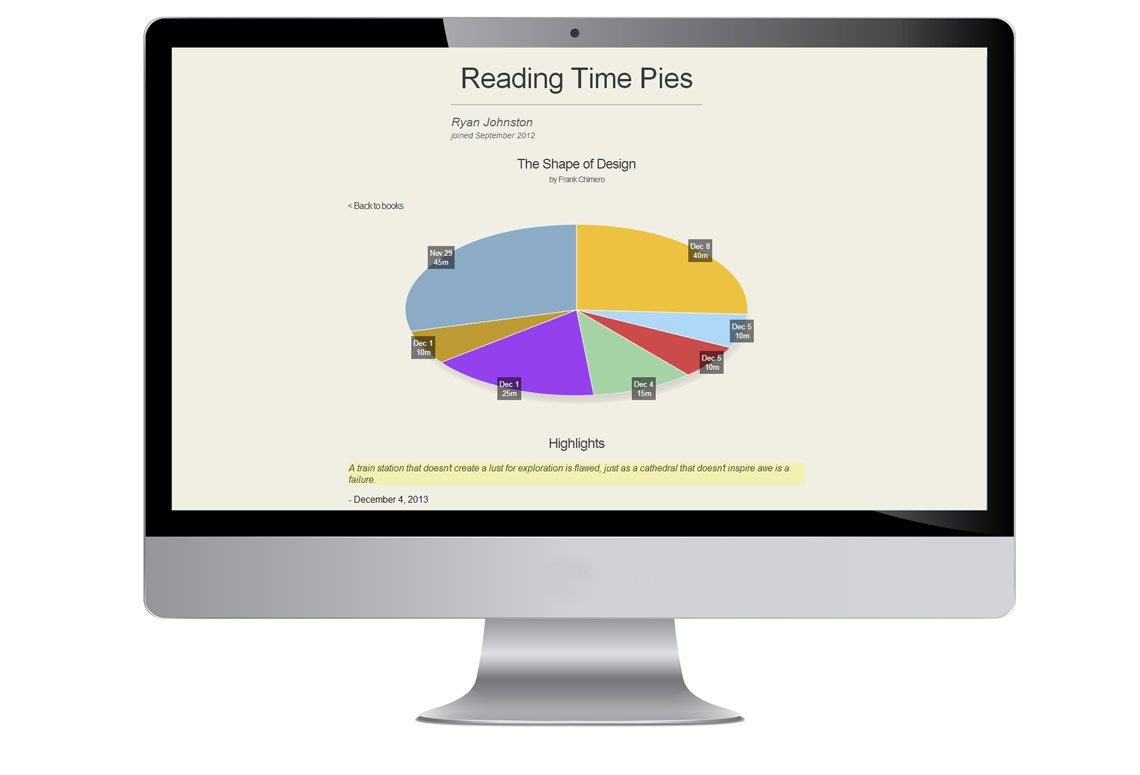 Reading Time Pies
Ryan Johnston
joined September 2012
The Shape of Design
by Frank Chimero
< Back to books
Nov 29
45m
Dec 8
40m
Dec 5
10m
Dec 1
10m
Dec 5
10m
Dec 1
25m
Dec 4
15m
Highlights
A train station that doesn't create a lust for exploration is flawed, just as a cathedral that doesn't inspire awe is a
failure.
- December 4, 2013